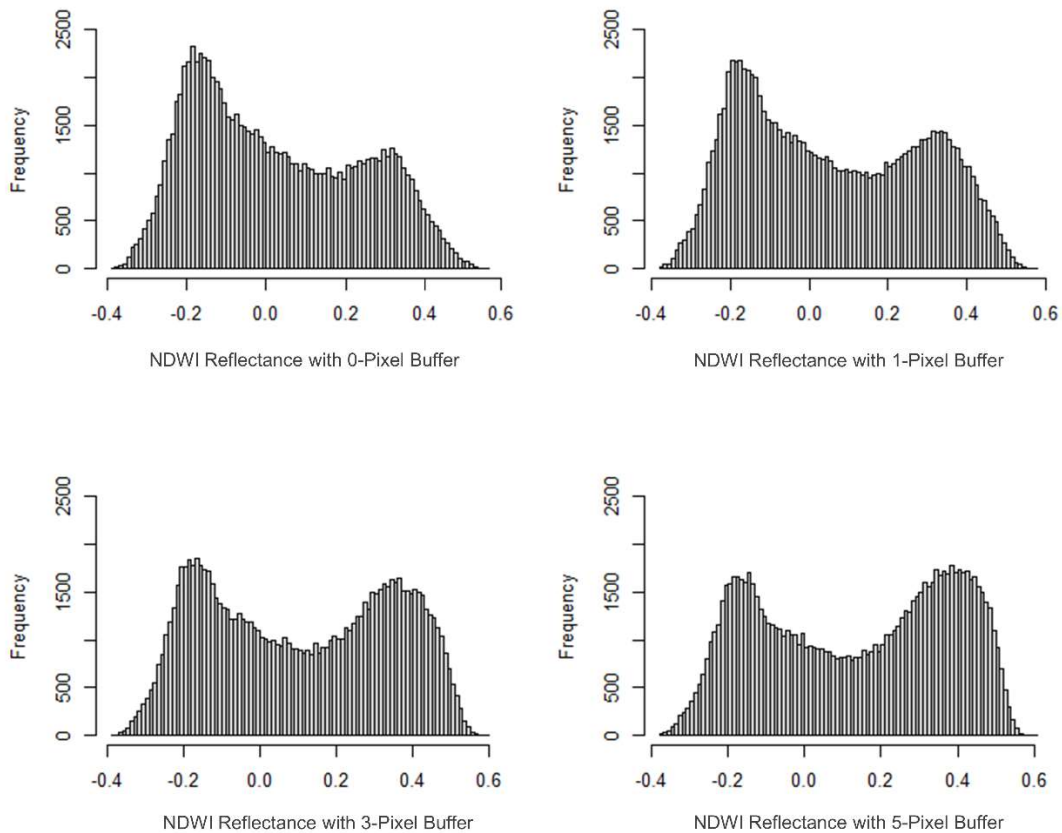 2500
1500
500
0
Frequency
-0.4 -0.2 0.0 0.2 0.4 0.6
NDWI Reflectance with 0-Pixel Buffer
2500
1500
500
0
Frequency
-0.4 -0.2 0.0 0.2 0.4 0.6
NDWI Reflectance with 1-Pixel Buffer
2500
1500
500
0
Frequency
-0.4 -0.2 0.0 0.2 0.4 0.6
NDWI Reflectance with 3-Pixel Buffer
2500
1500
500
0
Frequency
-0.4 -0.2 0.0 0.2 0.4 0.6
NDWI Reflectance with 5-Pixel Buffer